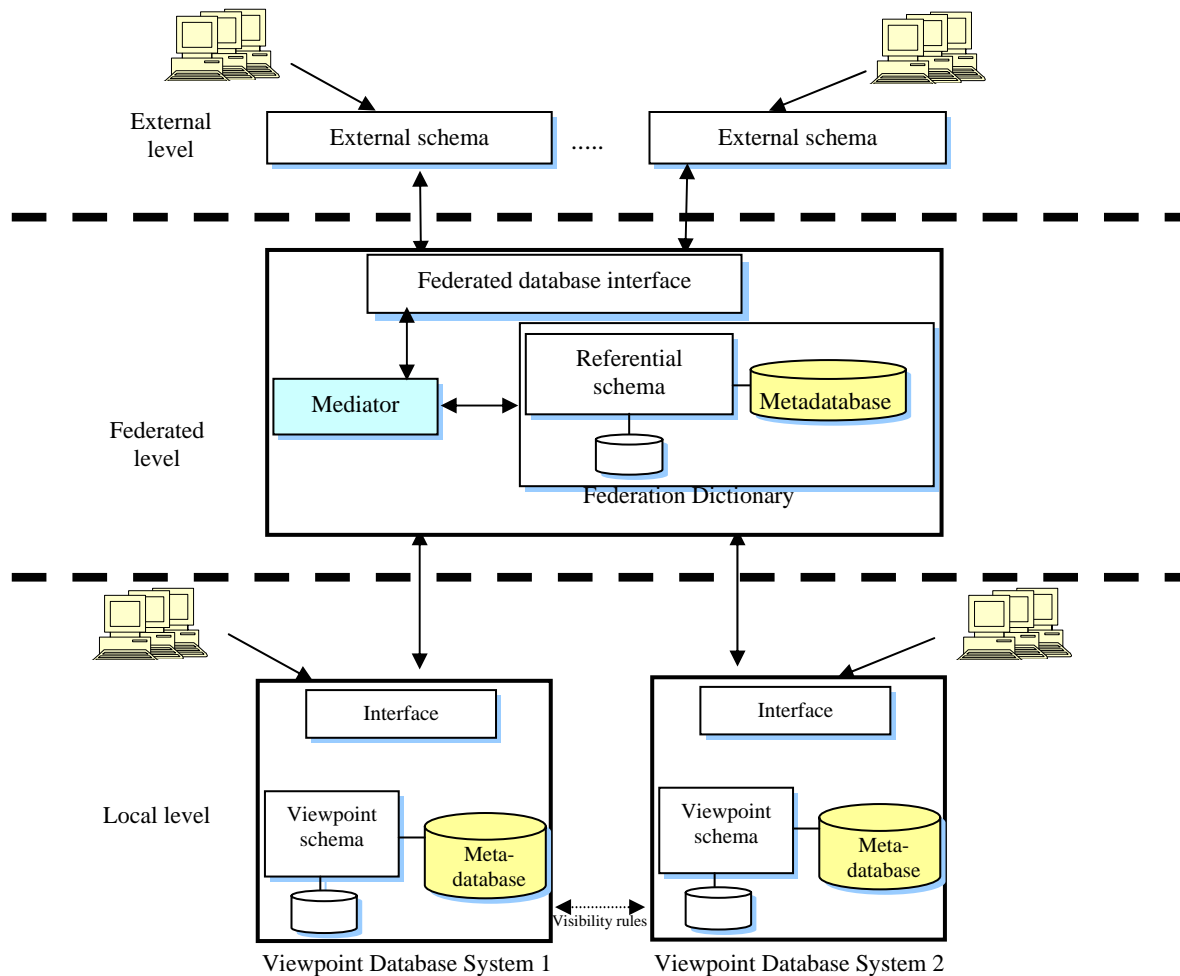 External
level
External schema
.....
External schema
Federated database interface
Referential
schema
Metadatabase
Mediator
Federated
level
Federation Dictionary
Interface
Interface
Local level
Viewpoint
schema
Meta-
database
Viewpoint
schema
Meta-
database
Visibility rules
Viewpoint Database System 1
Viewpoint Database System 2